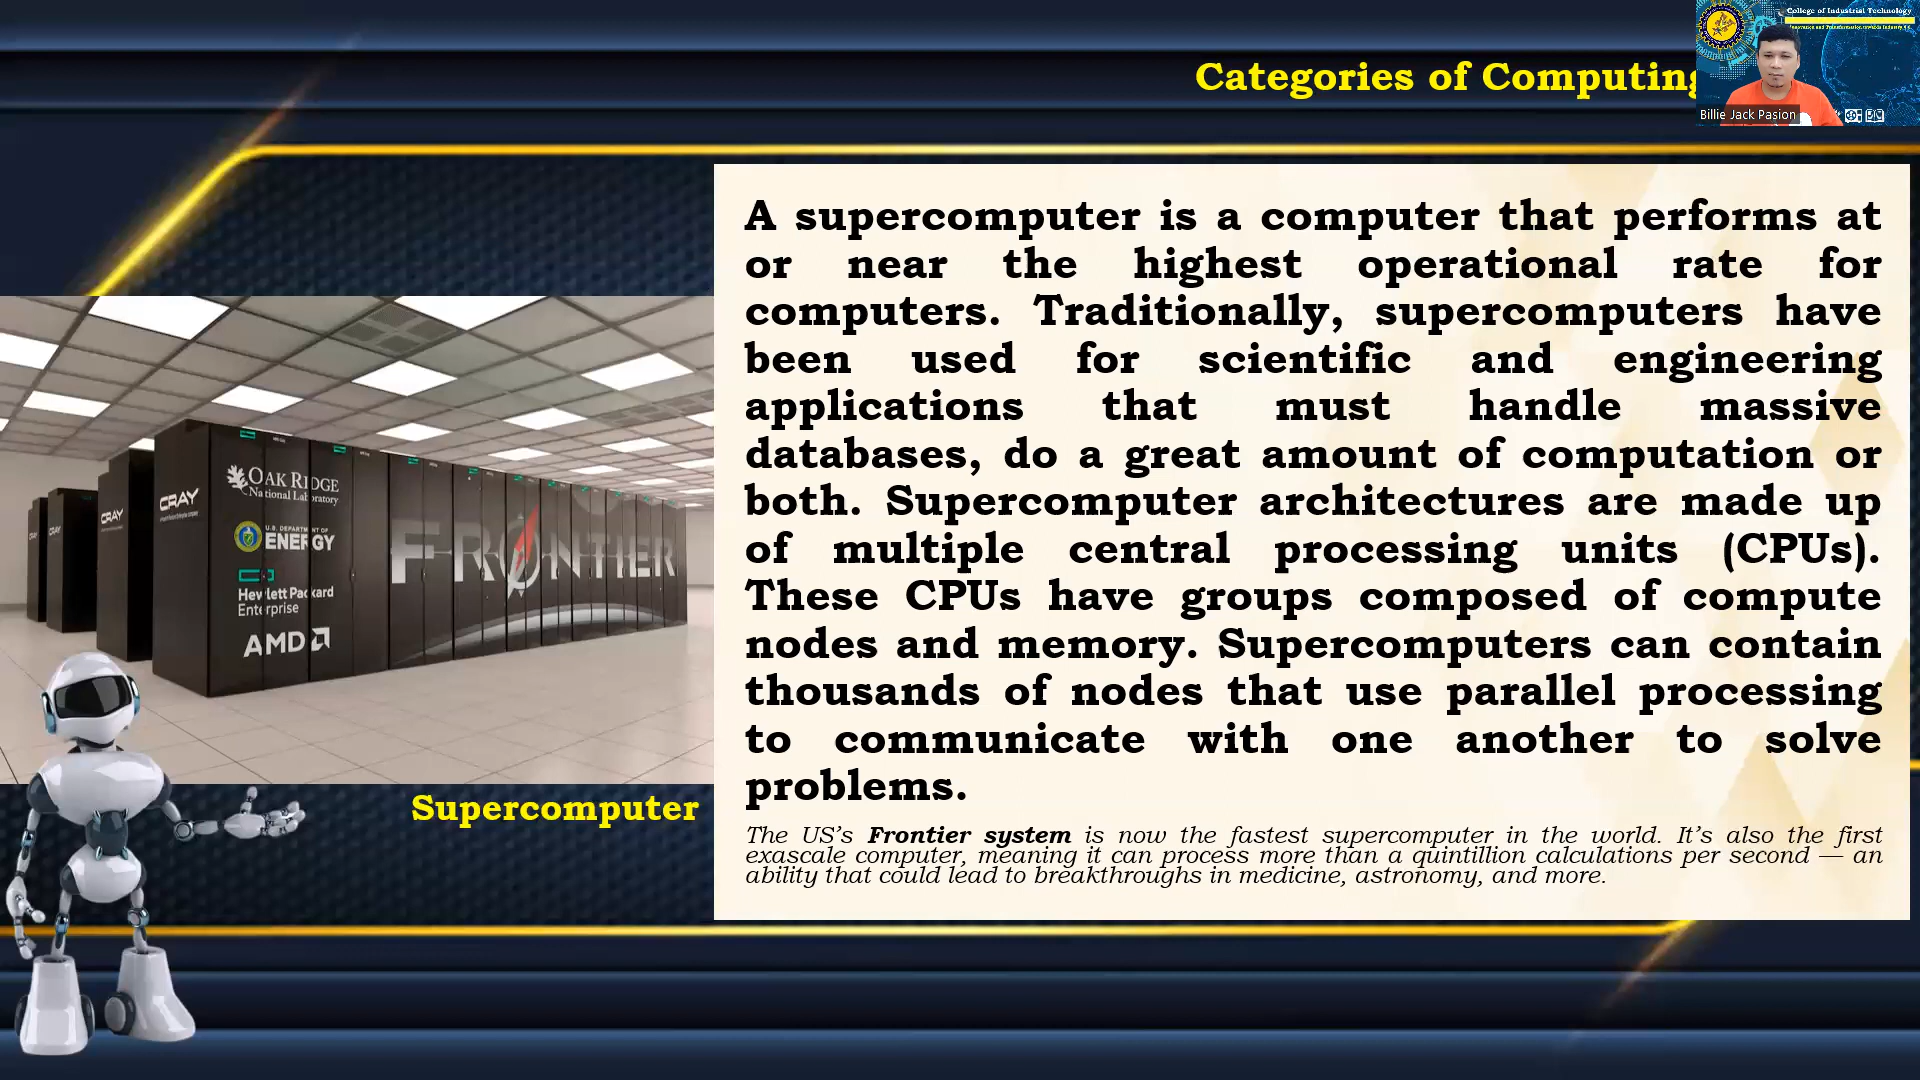 College of Industrial Technology
Categories of Computing
Billie Jack Pasion
A supercomputer is a computer that performs at
or near the highest operational rate for
computers. Traditionally, supercomputers have
been used for scientific and engineering
applications that must handle massive
databases, do a great amount of computation or
both. Supercomputer architectures are made up
of multiple central processing units (CPUs).
These CPUs have groups composed of compute
nodes and memory. Supercomputers can contain
thousands of nodes that use parallel processing
to communicate with one another to solve
problems.
The US’s Frontier system is now the fastest supercomputer in the world. It’s also the first
exascale computer, meaning it can process more than a quintillion calculations per second — an
ability that could lead to breakthroughs in medicine, astronomy, and more.
OAK RIDGE
National Laboratory
U.S. DEPARTMENT OF
ENERGY
Hewlett Packard
Enterprise
AMD
FRONTIER
CRAY
CRAY
CRAY
CRAY
Supercomputer